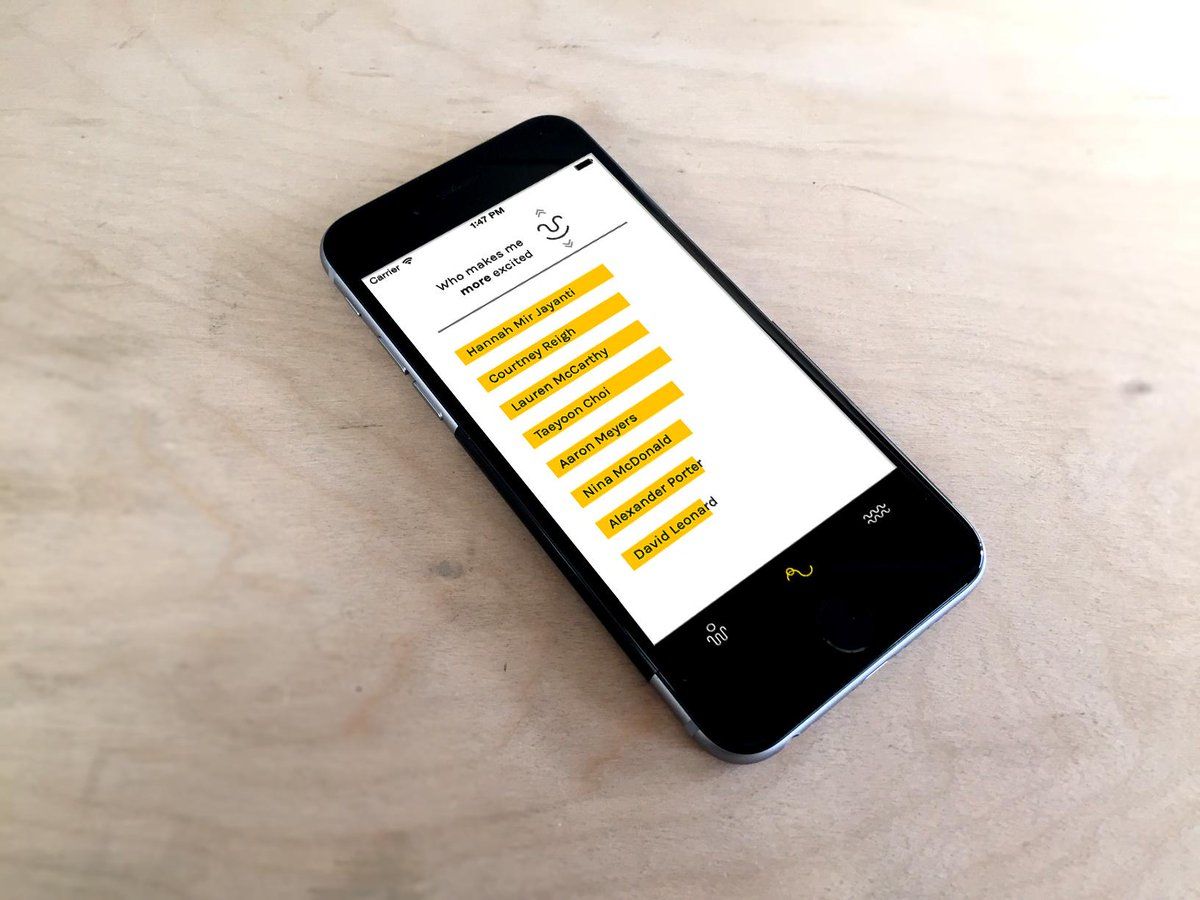 Carrier 1:47 PM
Who makes me
more excited
Hannah Mir Jayanti
Courtney Reigh
Lauren McCarthy
Taeyoon Choi
Aaron Meyers
Nina McDonald
Alexander Porter
David Leonard